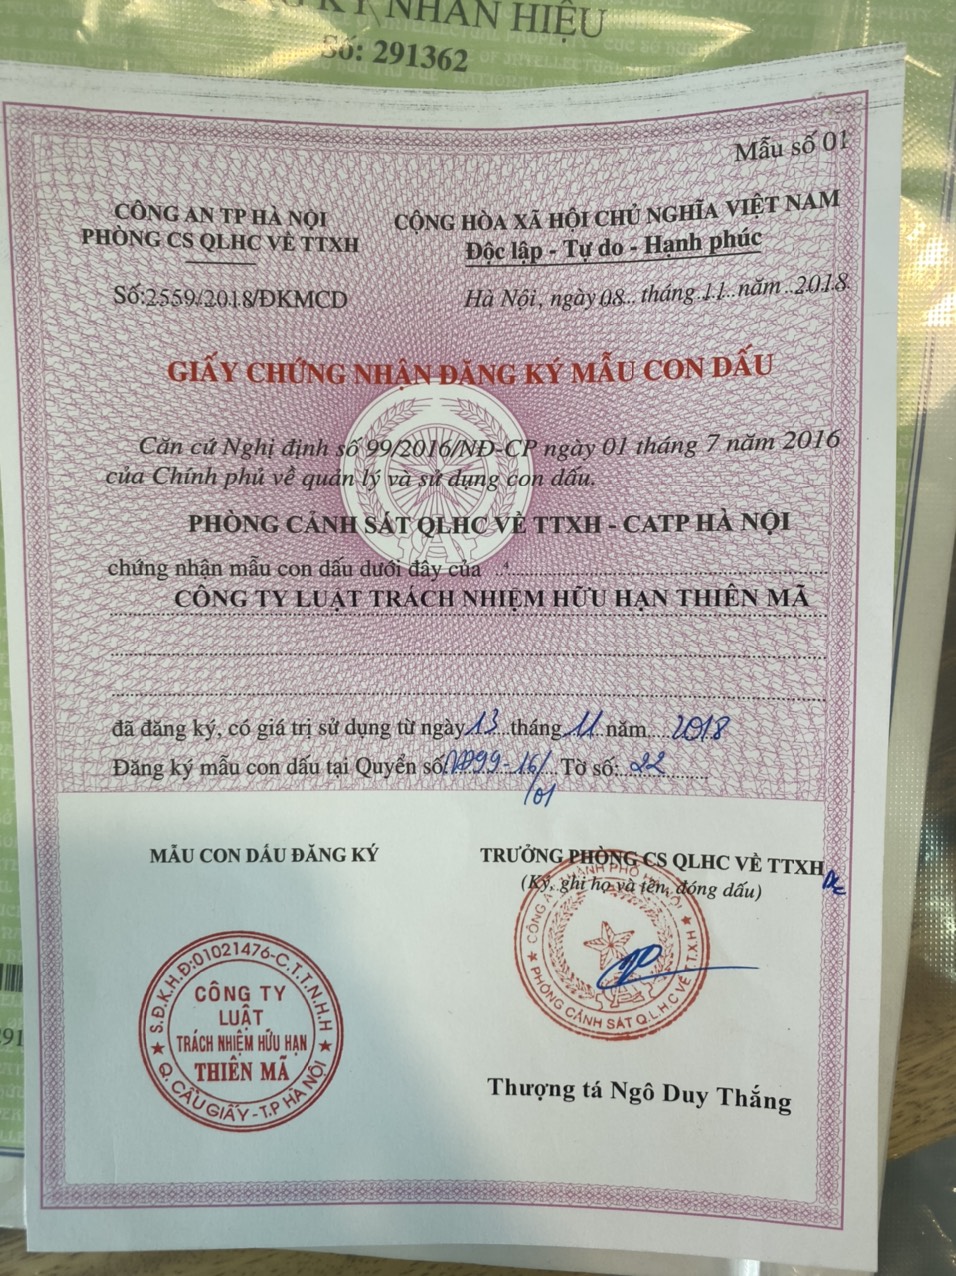 KÝ NHÃN HIỆU
Số: 291362
Mẫu số 01
CÔNG AN TP HÀ NỘI
PHÒNG CS QLHC VỀ TTXH
CỘNG HÒA XÃ HỘI CHỦ NGHĨA VIỆT NAM
Độc lập - Tự do - Hạnh phúc
Số:2559/2018/ĐKMCD
Hà Nội, ngày 08.. tháng .11.. năm ..2018
GIẤY CHỨNG NHẬN ĐĂNG KÝ MẪU CON DẤU
Căn cứ Nghị định số 99/2016/NĐ-CP ngày 01 tháng 7 năm 2016
của Chính phủ về quản lý và sử dụng con dấu.
PHÒNG CẢNH SÁT QLHC VỀ TTXH - CATP HÀ NỘI
chứng nhận mẫu con dấu dưới đây của
CÔNG TY LUẬT TRÁCH NHIỆM HỮU HẠN THIÊN MÃ
đã đăng ký, có giá trị sử dụng từ ngày 13 tháng 11 năm 2018
Đăng ký mẫu con dấu tại Quyển số: NĐ99-16/01 Tờ số: 22
MẪU CON DẤU ĐĂNG KÝ
TRƯỞNG PHÒNG CS QLHC VỀ TTXH
(Ký, ghi họ và tên, đóng dấu)
S.Đ.K.H.Đ:01021476-C.T.T.N.H.H
CÔNG TY
LUẬT
TRÁCH NHIỆM HỮU HẠN
THIÊN MÃ
Q. CẦU GIẤY - T.P HÀ NỘI
CÔNG AN THÀNH PHỐ HÀ NỘI
PHÒNG CẢNH SÁT Q.L.H.C VỀ T.T.X.H
Thượng tá Ngô Duy Thắng